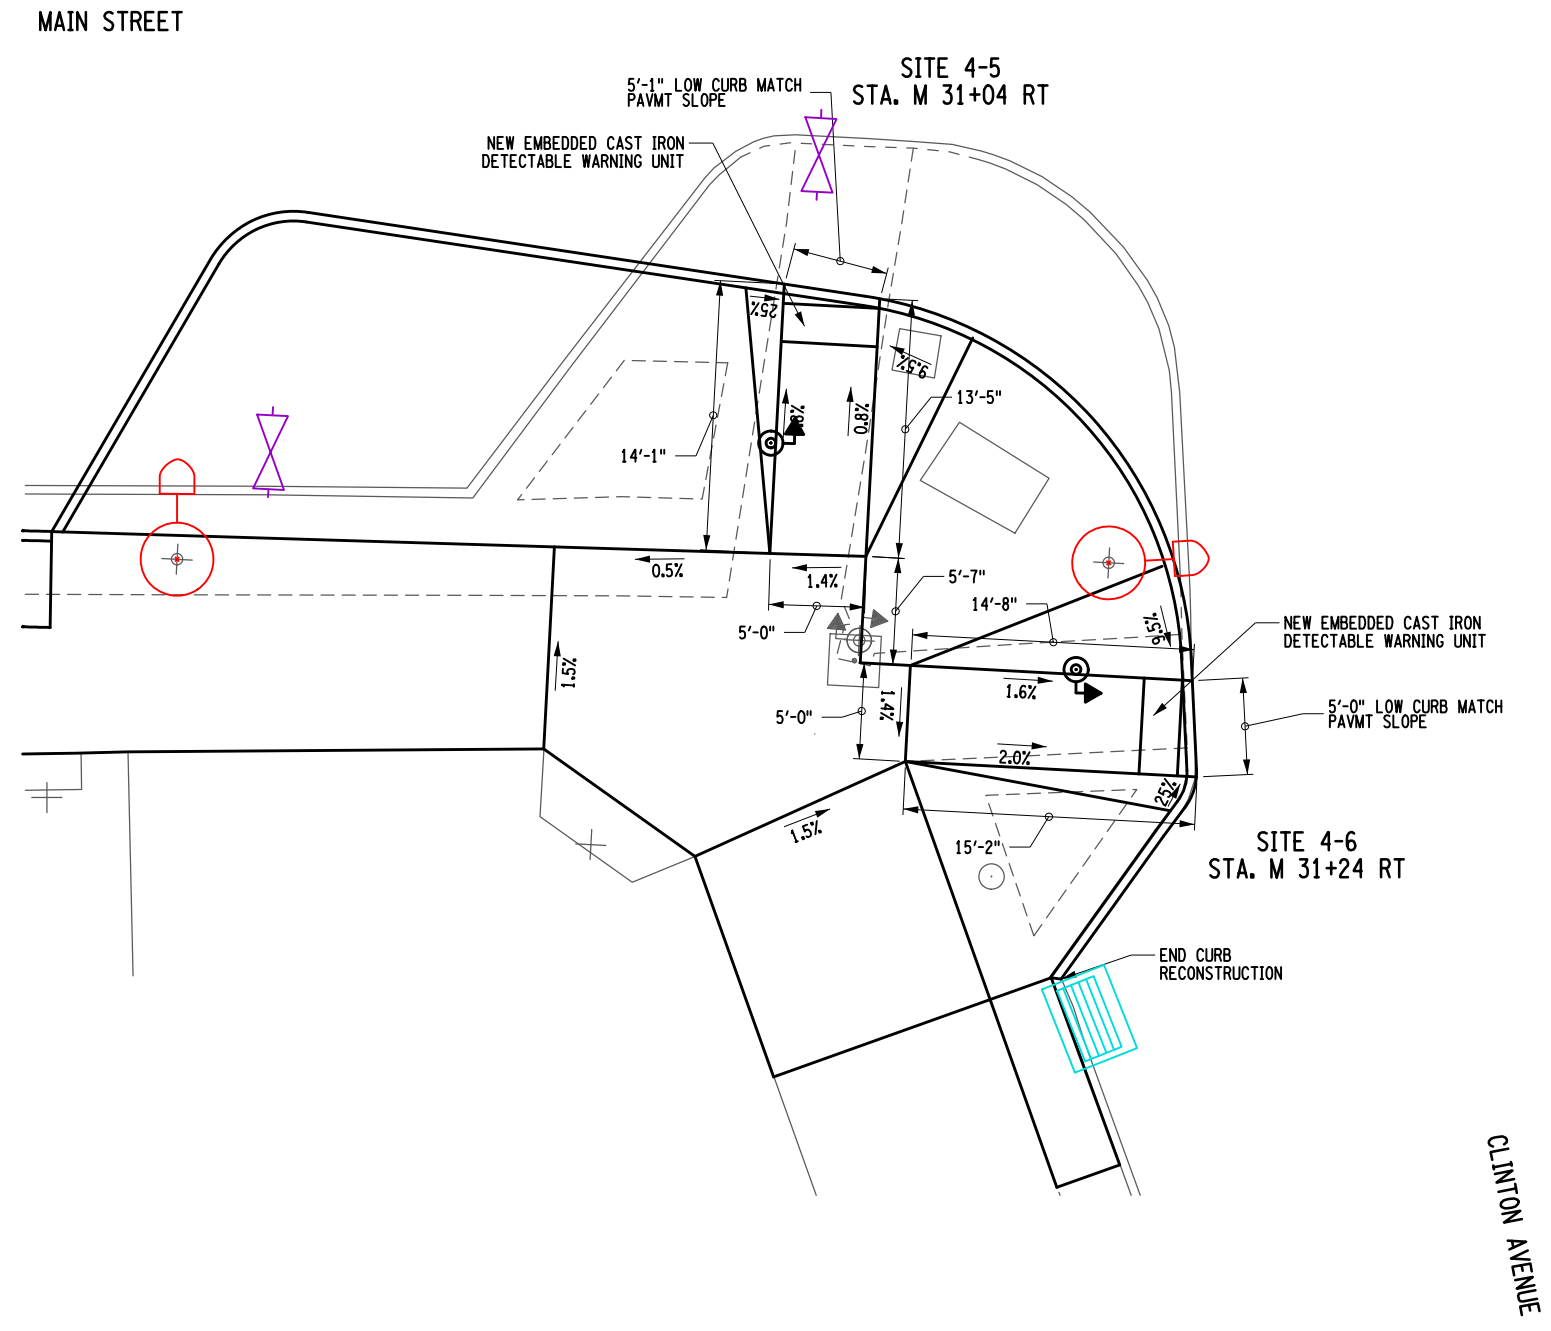 MAIN STREET
SITE 4-5
STA. M 31+04 RT
5'-1" LOW CURB MATCH
PAVMT SLOPE
NEW EMBEDDED CAST IRON
DETECTABLE WARNING UNIT
25%
9.5%
13'-5"
.8%
0.8%
14'-1"
0.5%
1.4%
5'-7"
14'-8"
5'-0"
9.5%
NEW EMBEDDED CAST IRON
DETECTABLE WARNING UNIT
1.5%
1.6%
1.4%
5'-0"
5'-0" LOW CURB MATCH
PAVMT SLOPE
2.0%
25%
1.5%
15'-2"
SITE 4-6
STA. M 31+24 RT
END CURB
RECONSTRUCTION
CLINTON AVENUE